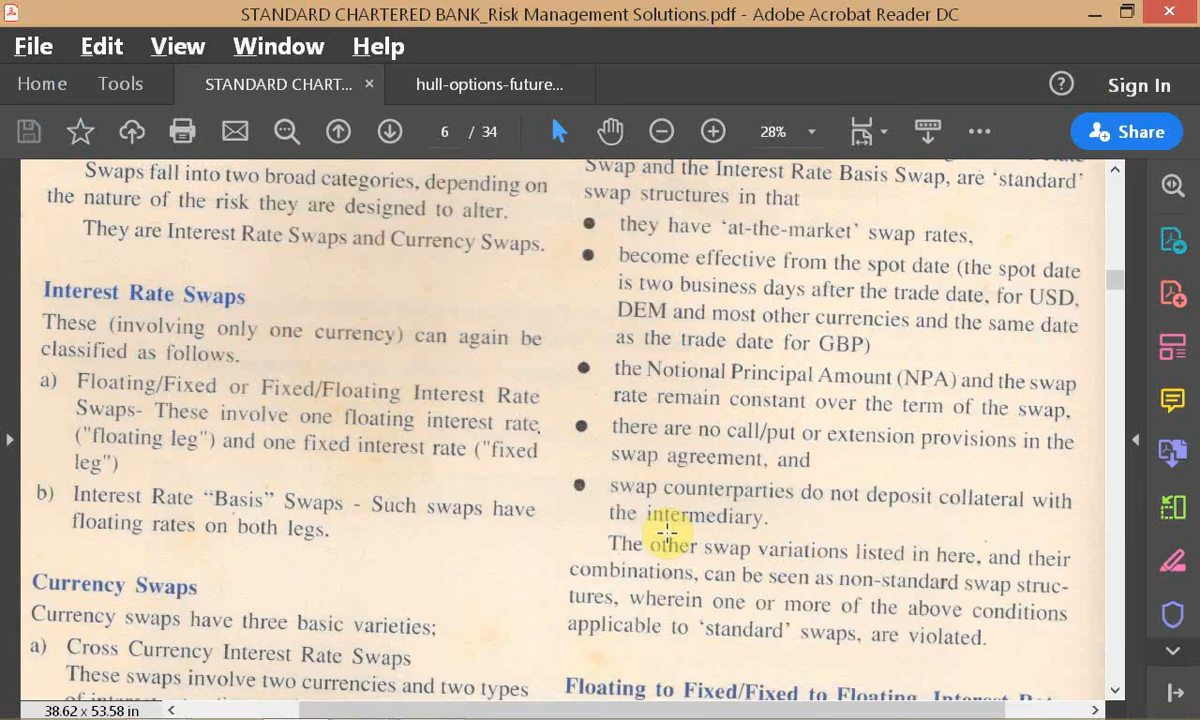 STANDARD CHARTERED BANK_Risk Management Solutions.pdf - Adobe Acrobat Reader DC
File Edit View Window Help
Home Tools STANDARD CHART... × hull-options-future... Sign In
6 / 34 28% Share
Swaps fall into two broad categories, depending on
the nature of the risk they are designed to alter.
They are Interest Rate Swaps and Currency Swaps.
Interest Rate Swaps
These (involving only one currency) can again be
classified as follows.
a) Floating/Fixed or Fixed/Floating Interest Rate
Swaps- These involve one floating interest rate,
("floating leg") and one fixed interest rate ("fixed
leg")
b) Interest Rate "Basis" Swaps - Such swaps have
floating rates on both legs.
Currency Swaps
Currency swaps have three basic varieties;
a) Cross Currency Interest Rate Swaps
These swaps involve two currencies and two types
Swap and the Interest Rate Basis Swap, are 'standard'
swap structures in that
● they have 'at-the-market' swap rates,
● become effective from the spot date (the spot date
is two business days after the trade date, for USD,
DEM and most other currencies and the same date
as the trade date for GBP)
● the Notional Principal Amount (NPA) and the swap
rate remain constant over the term of the swap,
● there are no call/put or extension provisions in the
swap agreement, and
● swap counterparties do not deposit collateral with
the intermediary.
The other swap variations listed in here, and their
combinations, can be seen as non-standard swap struc-
tures, wherein one or more of the above conditions
applicable to 'standard' swaps, are violated.
Floating to Fixed/Fixed to Floating Interest
38.62 x 53.58 in